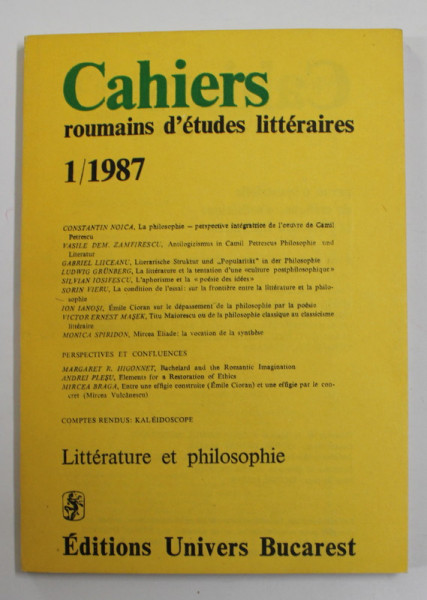 Cahiers
roumains d'études littéraires
1/1987
CONSTANTIN NOICA, La philosophie — perspective intégratrice de l'oeuvre de Camil
Petrescu
VASILE DEM. ZAMFIRESCU, Antilogizismus in Camil Petrescus Philosophie und
Literatur
GABRIEL LIICEANU, Literarische Struktur und „Popularität" in der Philosophie
LUDWIG GRÜNBERG, La littérature et la tentation d'une «culture postphilosophique»
SILVIAN IOSIFESCU, L'aphorisme et la «poésie des idées»
SORIN VIERU, La condition de l'essai: sur la frontière entre la littérature et la philo-
sophie
ION IANOȘI, Émile Cioran sur le dépassement de la philosophie par la poésie
VICTOR ERNEST MAȘEK, Titu Maiorescu ou de la philosophie classique au classicisme
littéraire
MONICA SPIRIDON, Mircea Eliade: la vocation de la synthèse
PERSPECTIVES ET CONFLUENCES
MARGARET R. HIGONNET, Bachelard and the Romantic Imagination
ANDREI PLEȘU, Elements for a Restoration of Ethics
MIRCEA BRAGA, Entre une effigie construite (Émile Cioran) et une effigie par le con-
cret (Mircea Vulcănescu)
COMPTES RENDUS: KALÉIDOSCOPE
Littérature et philosophie
Éditions Univers Bucarest